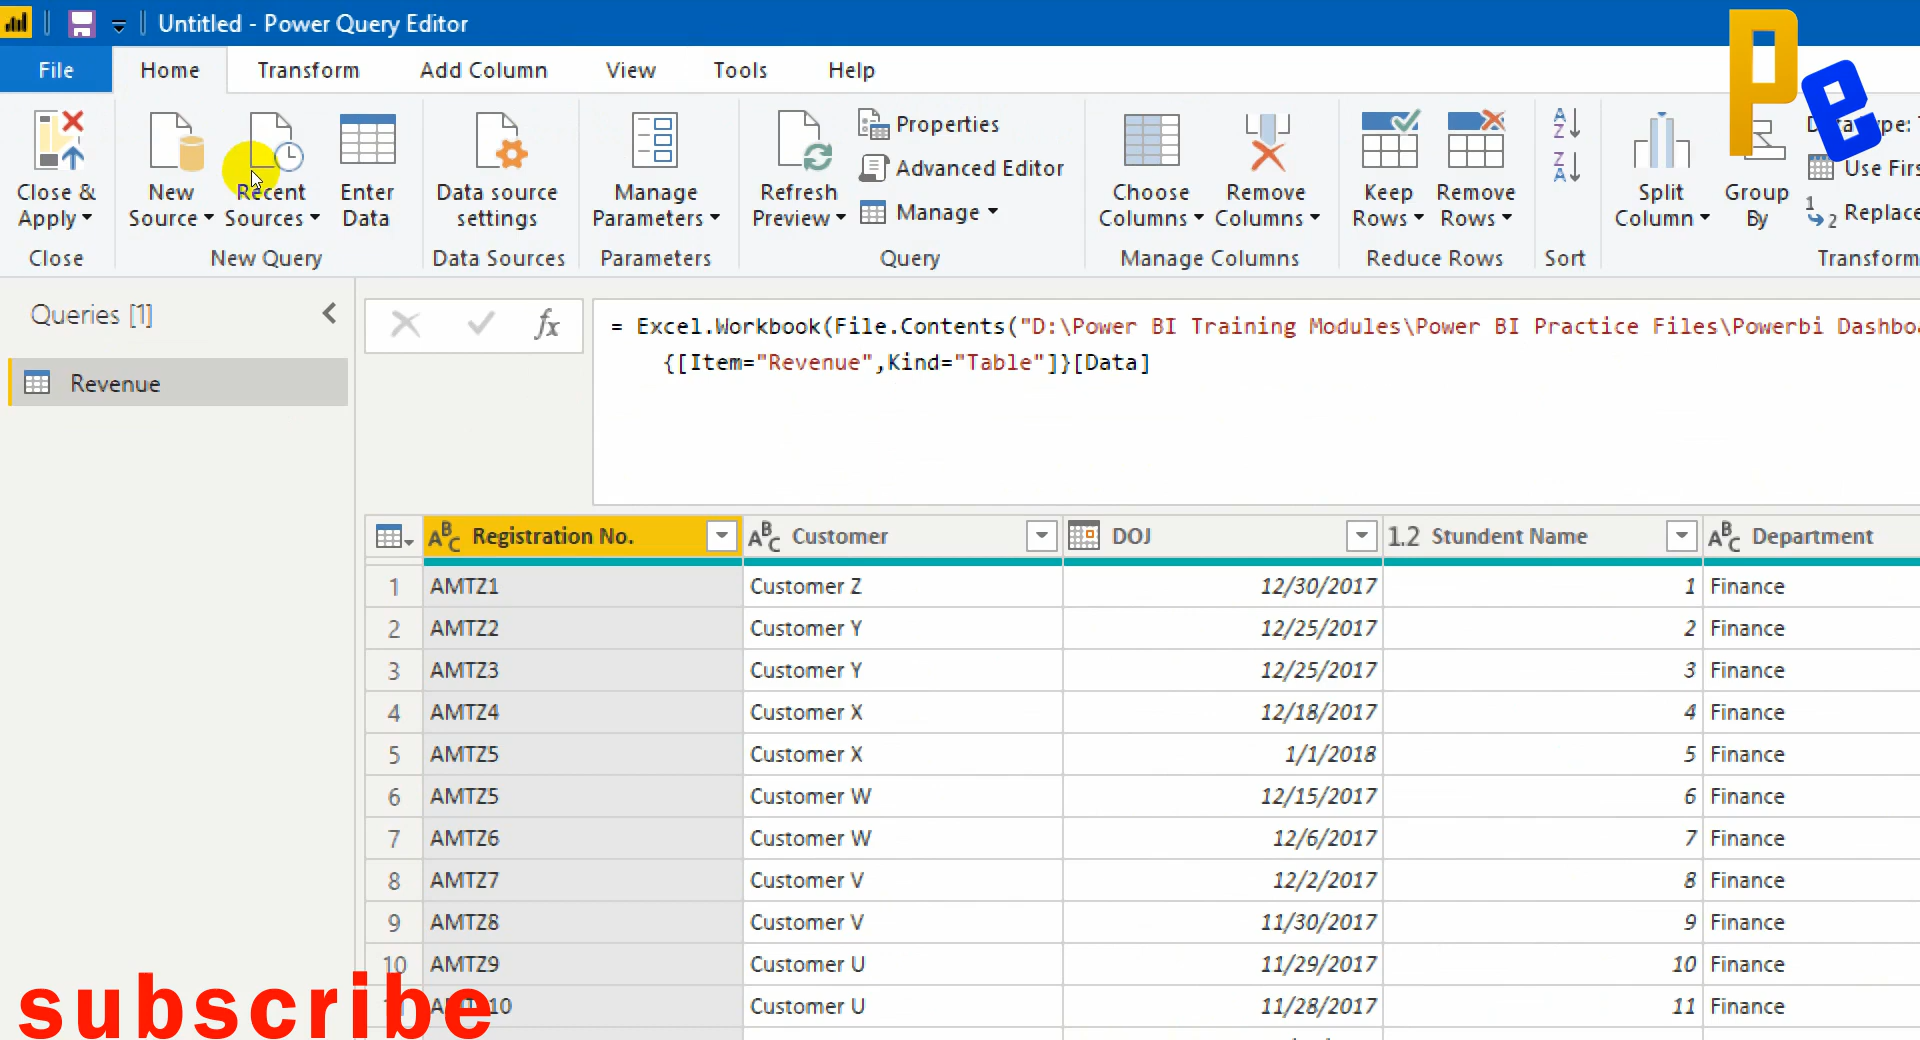 Untitled - Power Query Editor
File Home Transform Add Column View Tools Help
Close & Apply
New Source
Recent Sources
Enter Data
Data source settings
Manage Parameters
Refresh Preview
Properties
Advanced Editor
Manage
Choose Columns
Remove Columns
Keep Rows
Remove Rows
A Z
Z A
Split Column
Group By
Use
1 2 Replace
Close New Query Data Sources Parameters Query Manage Columns Reduce Rows Sort Transform
Pe
Queries [1]
Revenue
fx
= Excel.Workbook(File.Contents("D:\Power BI Training Modules\Power BI Practice Files\Powerbi
{[Item="Revenue",Kind="Table"]}[Data]
ABC Registration No. ABC Customer DOJ 1.2 Stundent Name ABC Department
1 AMTZ1 Customer Z 12/30/2017 1 Finance
2 AMTZ2 Customer Y 12/25/2017 2 Finance
3 AMTZ3 Customer Y 12/25/2017 3 Finance
4 AMTZ4 Customer X 12/18/2017 4 Finance
5 AMTZ5 Customer X 1/1/2018 5 Finance
6 AMTZ5 Customer W 12/15/2017 6 Finance
7 AMTZ6 Customer W 12/6/2017 7 Finance
8 AMTZ7 Customer V 12/2/2017 8 Finance
9 AMTZ8 Customer V 11/30/2017 9 Finance
10 AMTZ9 Customer U 11/29/2017 10 Finance
Customer U 11/28/2017 11 Finance
subscribe